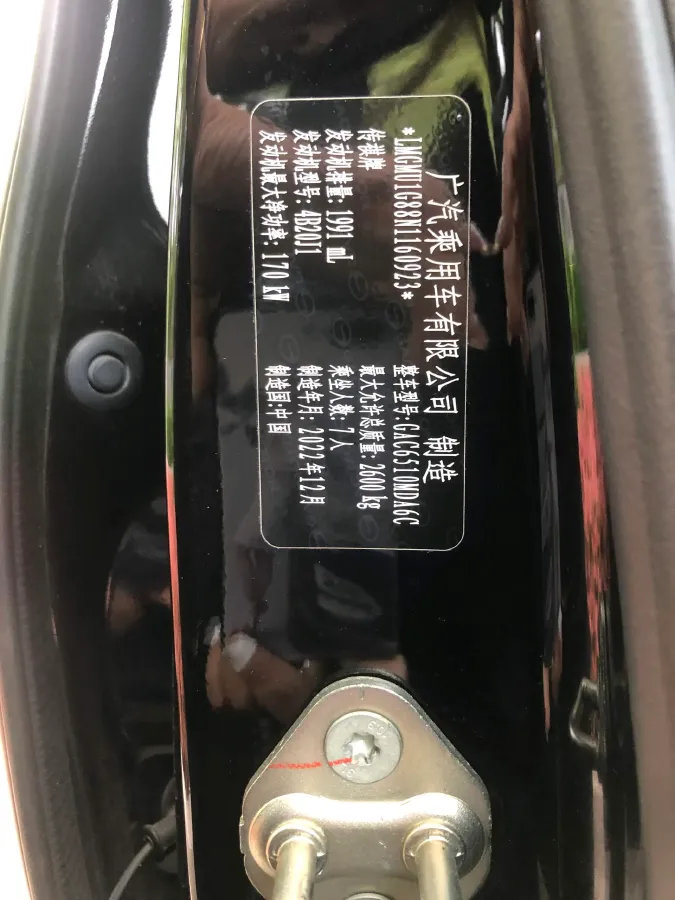 广汽乘用车有限公司 制造
*LMGMU1G88N1160923* 整车型号:GAC6510MDA6C
传祺牌 最大允许总质量: 2600 kg
发动机排量: 1991 mL 乘坐人数: 7人
发动机型号: 4B20J1 制造年月: 2022年12月
发动机最大净功率: 170 kW 制造国:中国